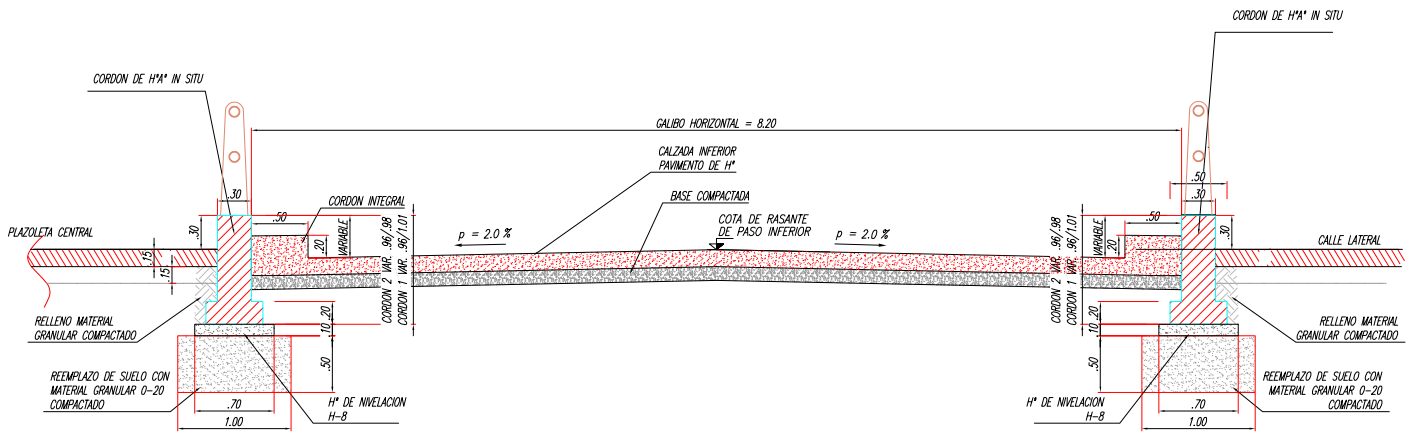 CORDON DE H°A° IN SITU
CORDON DE H°A° IN SITU
GALIBO HORIZONTAL = 8.20
CALZADA INFERIOR
PAVIMENTO DE H°
BASE COMPACTADA
CORDON INTEGRAL
COTA DE RASANTE
DE PASO INFERIOR
p = 2.0 %
p = 2.0 %
PLAZOLETA CENTRAL
CALLE LATERAL
.30
.50
.30
.20
VARIABLE
CORDON 2 VAR. .96/.98
CORDON 1 VAR. .96/1.01
.15
.15
.20
.10
.50
.50
.30
.50
.20
VARIABLE
.30
CORDON 2 VAR. .96/.98
CORDON 1 VAR. .96/1.01
.20
.10
.50
RELLENO MATERIAL
GRANULAR COMPACTADO
RELLENO MATERIAL
GRANULAR COMPACTADO
REEMPLAZO DE SUELO CON
MATERIAL GRANULAR 0-20
COMPACTADO
REEMPLAZO DE SUELO CON
MATERIAL GRANULAR 0-20
COMPACTADO
H° DE NIVELACION
H-8
H° DE NIVELACION
H-8
.70
1.00
.70
1.00